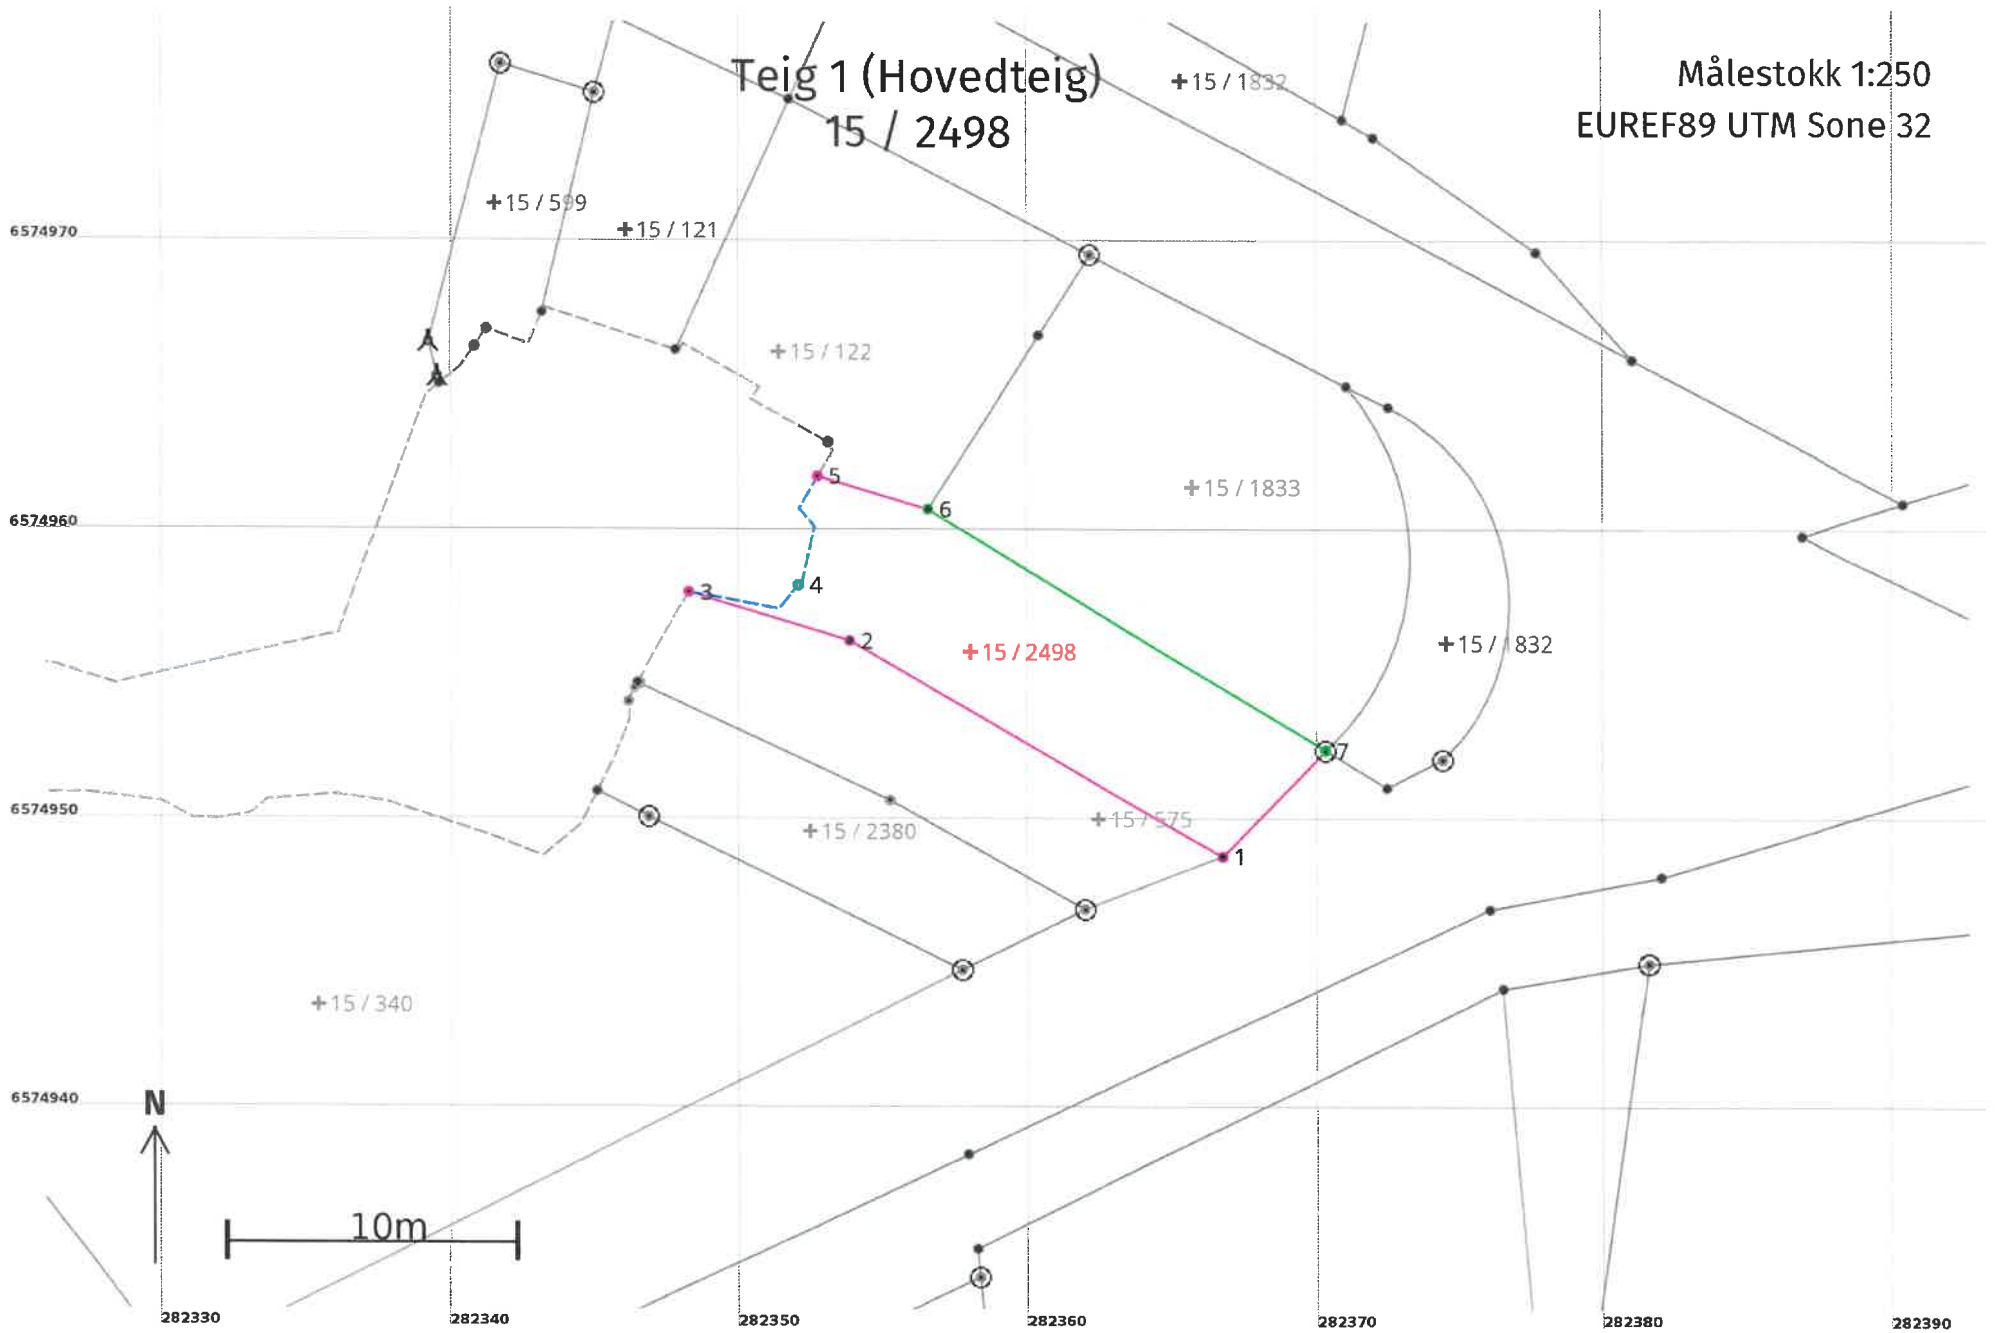 Teig 1 (Hovedteig)
15 / 2498
Målestokk 1:250
EUREF89 UTM Sone 32
+15 / 1832
+15 / 599
+15 / 121
6574970
+15 / 122
5
+15 / 1833
6
6574960
4
3
2
+15 / 2498
+15 / 1832
7
6574950
+15 / 2380
+15 / 575
1
+15 / 340
6574940
N
10m
282330
282340
282350
282360
282370
282380
282390